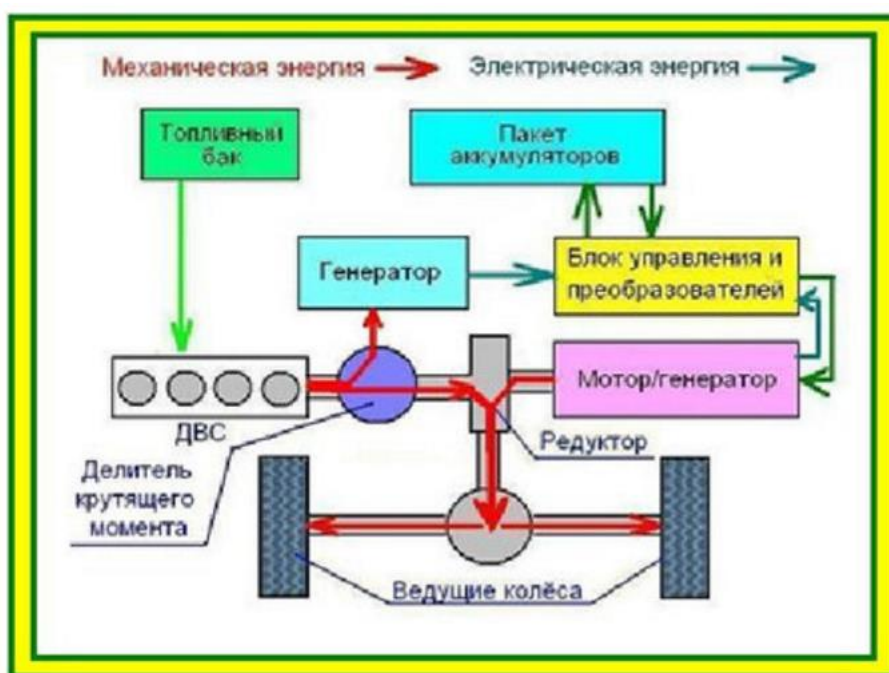 Механическая энергия
Электрическая энергия
Топливный
бак
Пакет
аккумуляторов
Генератор
Блок управления и
преобразователей
Мотор/генератор
ДВС
Редуктор
Делитель
крутящего
момента
Ведущие колёса